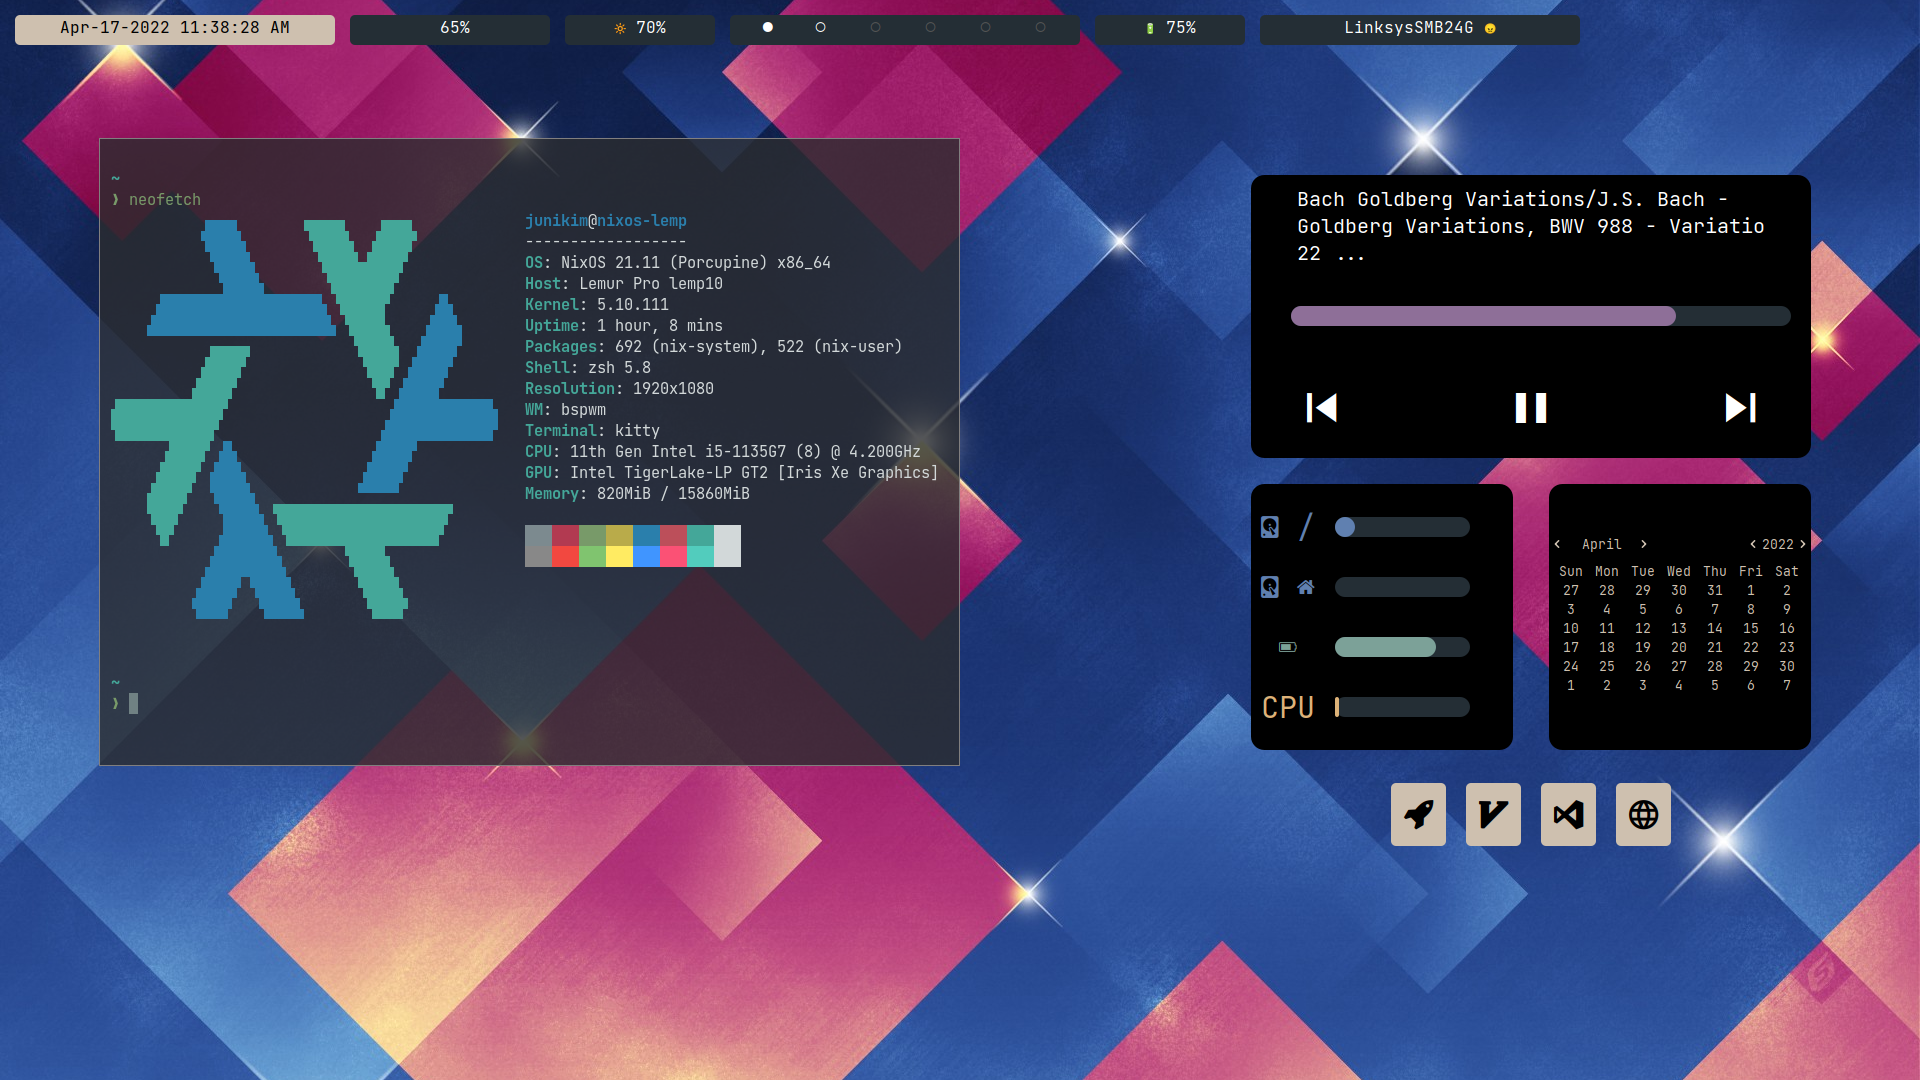 Apr-17-2022 11:38:28 AM
65%
70%
75%
LinksysSMB24G
~
❯ neofetch
junikim@nixos-lemp
------------------
OS: NixOS 21.11 (Porcupine) x86_64
Host: Lemur Pro lemp10
Kernel: 5.10.111
Uptime: 1 hour, 8 mins
Packages: 692 (nix-system), 522 (nix-user)
Shell: zsh 5.8
Resolution: 1920x1080
WM: bspwm
Terminal: kitty
CPU: 11th Gen Intel i5-1135G7 (8) @ 4.200GHz
GPU: Intel TigerLake-LP GT2 [Iris Xe Graphics]
Memory: 820MiB / 15860MiB
~
❯
Bach Goldberg Variations/J.S. Bach -
Goldberg Variations, BWV 988 - Variatio
22 ...
/
CPU
< April > < 2022 >
Sun Mon Tue Wed Thu Fri Sat
27 28 29 30 31 1 2
3 4 5 6 7 8 9
10 11 12 13 14 15 16
17 18 19 20 21 22 23
24 25 26 27 28 29 30
1 2 3 4 5 6 7